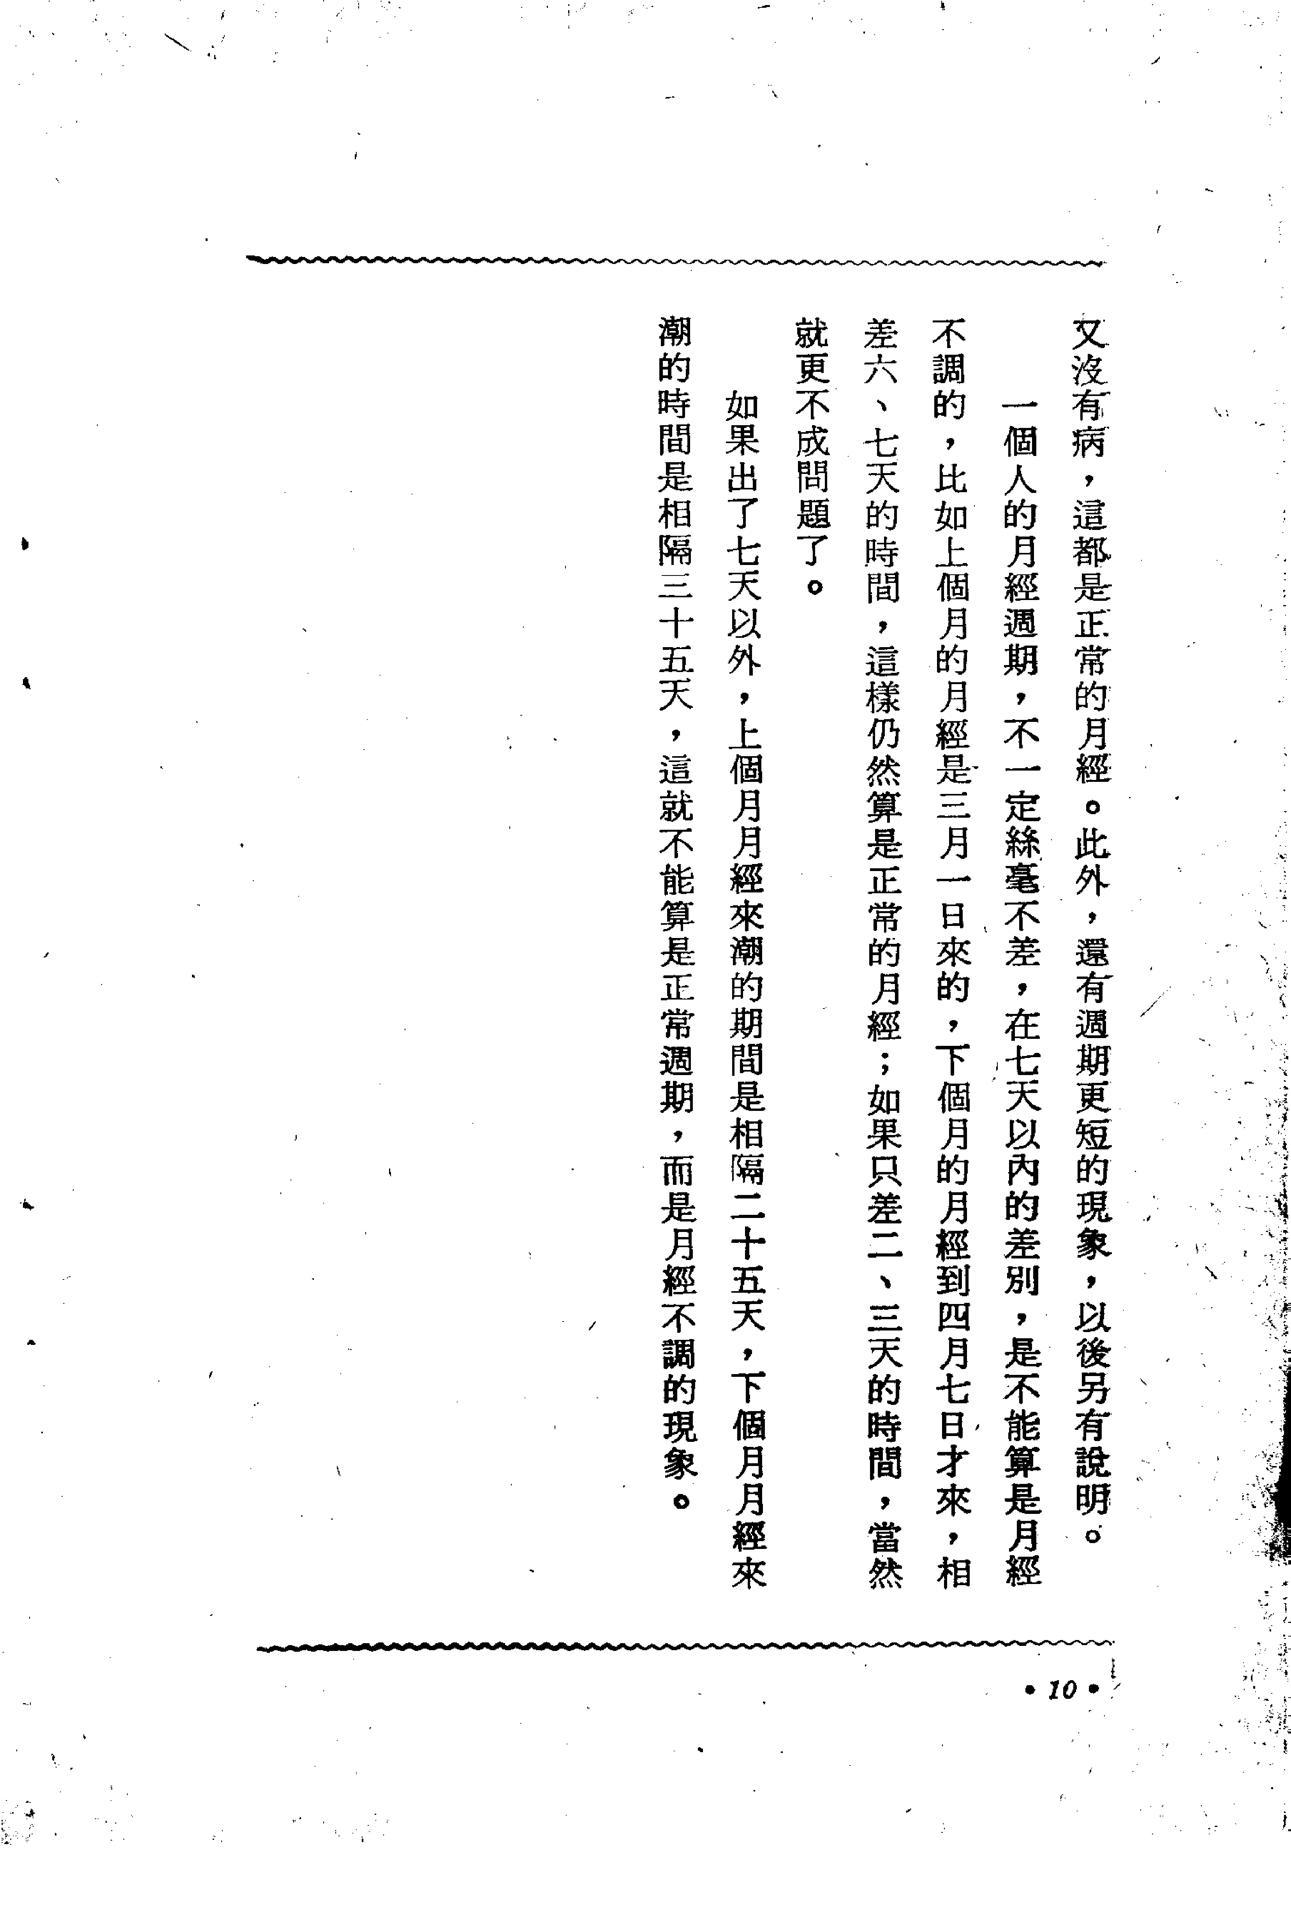 又沒有病，這都是正常的月經。此外，還有週期更短的現象，以後另有說明。
一個人的月經週期，不一定絲毫不差，在七天以內的差別，是不能算是月經
不調的，比如上個月的月經是三月一日來的，下個月的月經到四月七日才來，相
差六、七天的時間，這樣仍然算是正常的月經；如果只差二、三天的時間，當然
就更不成問題了。
如果出了七天以外，上個月月經來潮的期間是相隔二十五天，下個月月經來
潮的時間是相隔三十五天，這就不能算是正常週期，而是月經不調的現象。
• 10 •